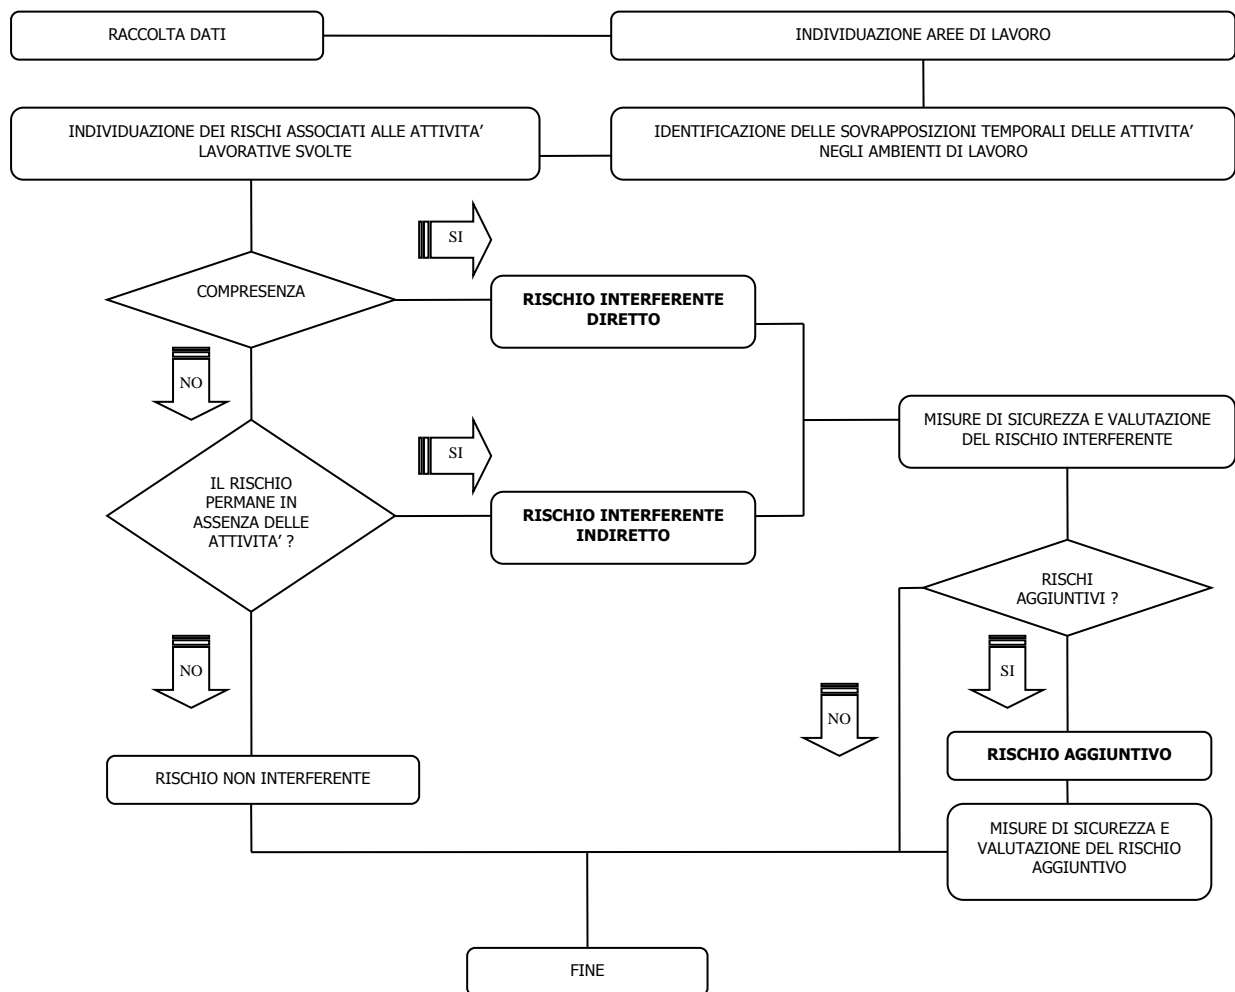 RACCOLTA DATI
INDIVIDUAZIONE AREE DI LAVORO
INDIVIDUAZIONE DEI RISCHI ASSOCIATI ALLE ATTIVITA’
LAVORATIVE SVOLTE
IDENTIFICAZIONE DELLE SOVRAPPOSIZIONI TEMPORALI DELLE ATTIVITA’
NEGLI AMBIENTI DI LAVORO
SI
COMPRESENZA
RISCHIO INTERFERENTE
DIRETTO
NO
SI
MISURE DI SICUREZZA E VALUTAZIONE
DEL RISCHIO INTERFERENTE
IL RISCHIO
PERMANE IN
ASSENZA DELLE
ATTIVITA’ ?
RISCHIO INTERFERENTE
INDIRETTO
RISCHI
AGGIUNTIVI ?
NO
SI
NO
RISCHIO AGGIUNTIVO
RISCHIO NON INTERFERENTE
MISURE DI SICUREZZA E
VALUTAZIONE DEL RISCHIO
AGGIUNTIVO
FINE